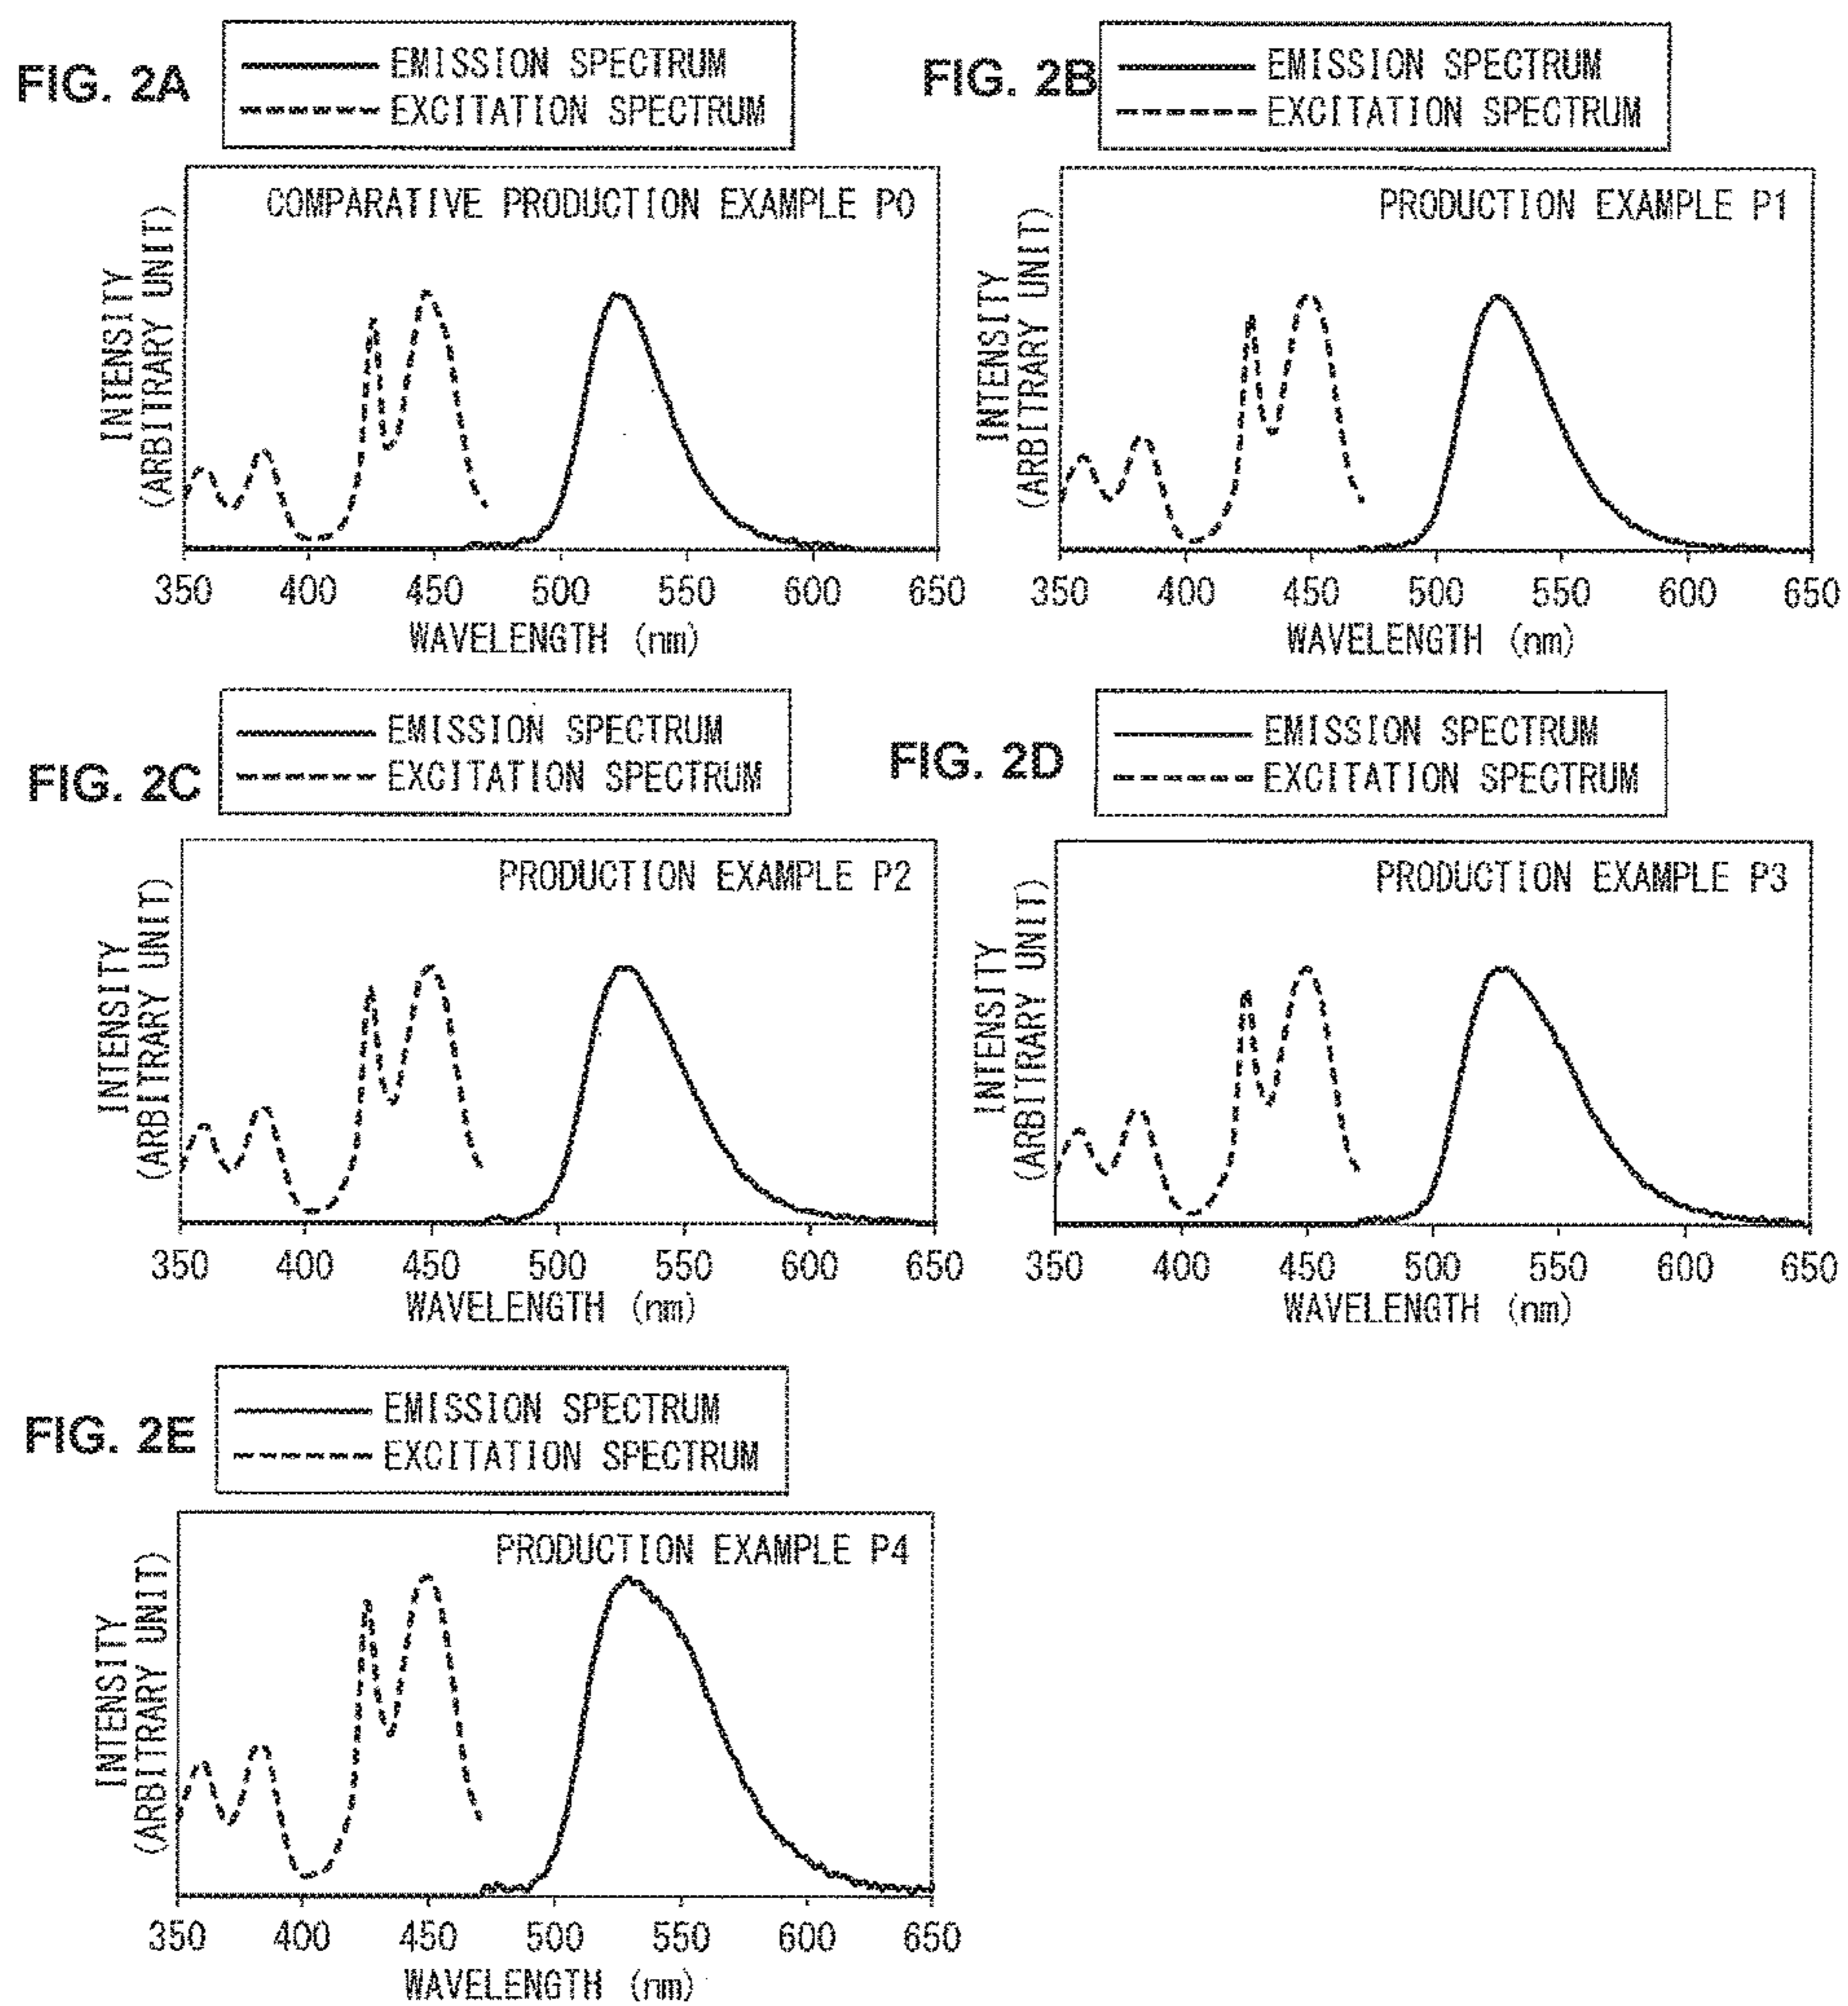 FIG. 2A
EMISSION SPECTRUM
EXCITATION SPECTRUM
COMPARATIVE PRODUCTION EXAMPLE P0
INTENSITY
(ARBITRARY UNIT)
350 400 450 500 550 600 650
WAVELENGTH (nm)
FIG. 2B
EMISSION SPECTRUM
EXCITATION SPECTRUM
PRODUCTION EXAMPLE P1
INTENSITY
(ARBITRARY UNIT)
350 400 450 500 550 600 650
WAVELENGTH (nm)
FIG. 2C
EMISSION SPECTRUM
EXCITATION SPECTRUM
PRODUCTION EXAMPLE P2
INTENSITY
(ARBITRARY UNIT)
350 400 450 500 550 600 650
WAVELENGTH (nm)
FIG. 2D
EMISSION SPECTRUM
EXCITATION SPECTRUM
PRODUCTION EXAMPLE P3
INTENSITY
(ARBITRARY UNIT)
350 400 450 500 550 600 650
WAVELENGTH (nm)
FIG. 2E
EMISSION SPECTRUM
EXCITATION SPECTRUM
PRODUCTION EXAMPLE P4
INTENSITY
(ARBITRARY UNIT)
350 400 450 500 550 600 650
WAVELENGTH (nm)